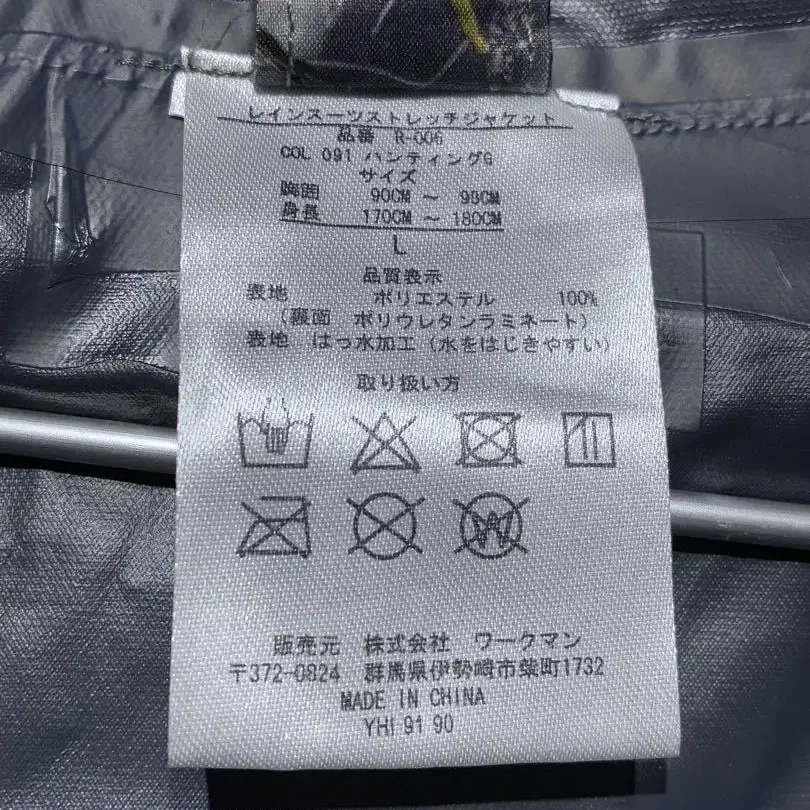 レインスーツストレッチジャケット
品番 R-006
COL 091 ハンティングG
サイズ
胸囲 90CM ～ 98CM
身長 170CM ～ 180CM
L
品質表示
表地 ポリエステル 100%
(裏面 ポリウレタンラミネート)
表地 はっ水加工(水をはじきやすい)
取り扱い方
W
販売元 株式会社 ワークマン
〒372-0824 群馬県伊勢崎市柴町1732
MADE IN CHINA
YHI 91 90